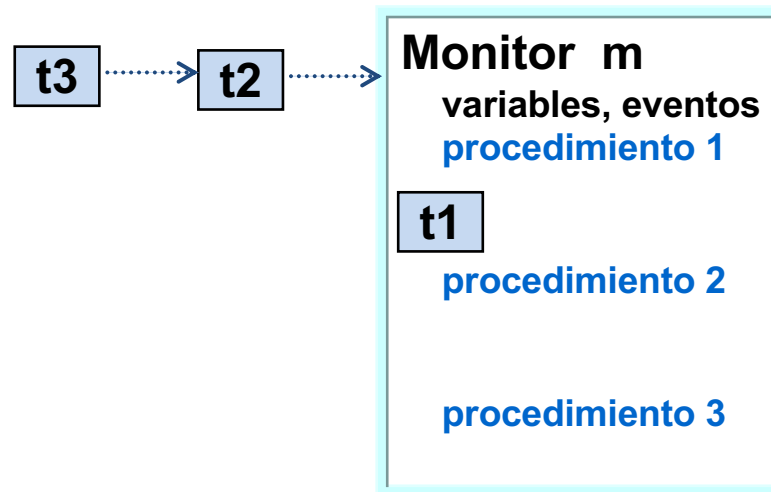 t3
t2
Monitor m
variables, eventos
procedimiento 1
t1
procedimiento 2
procedimiento 3